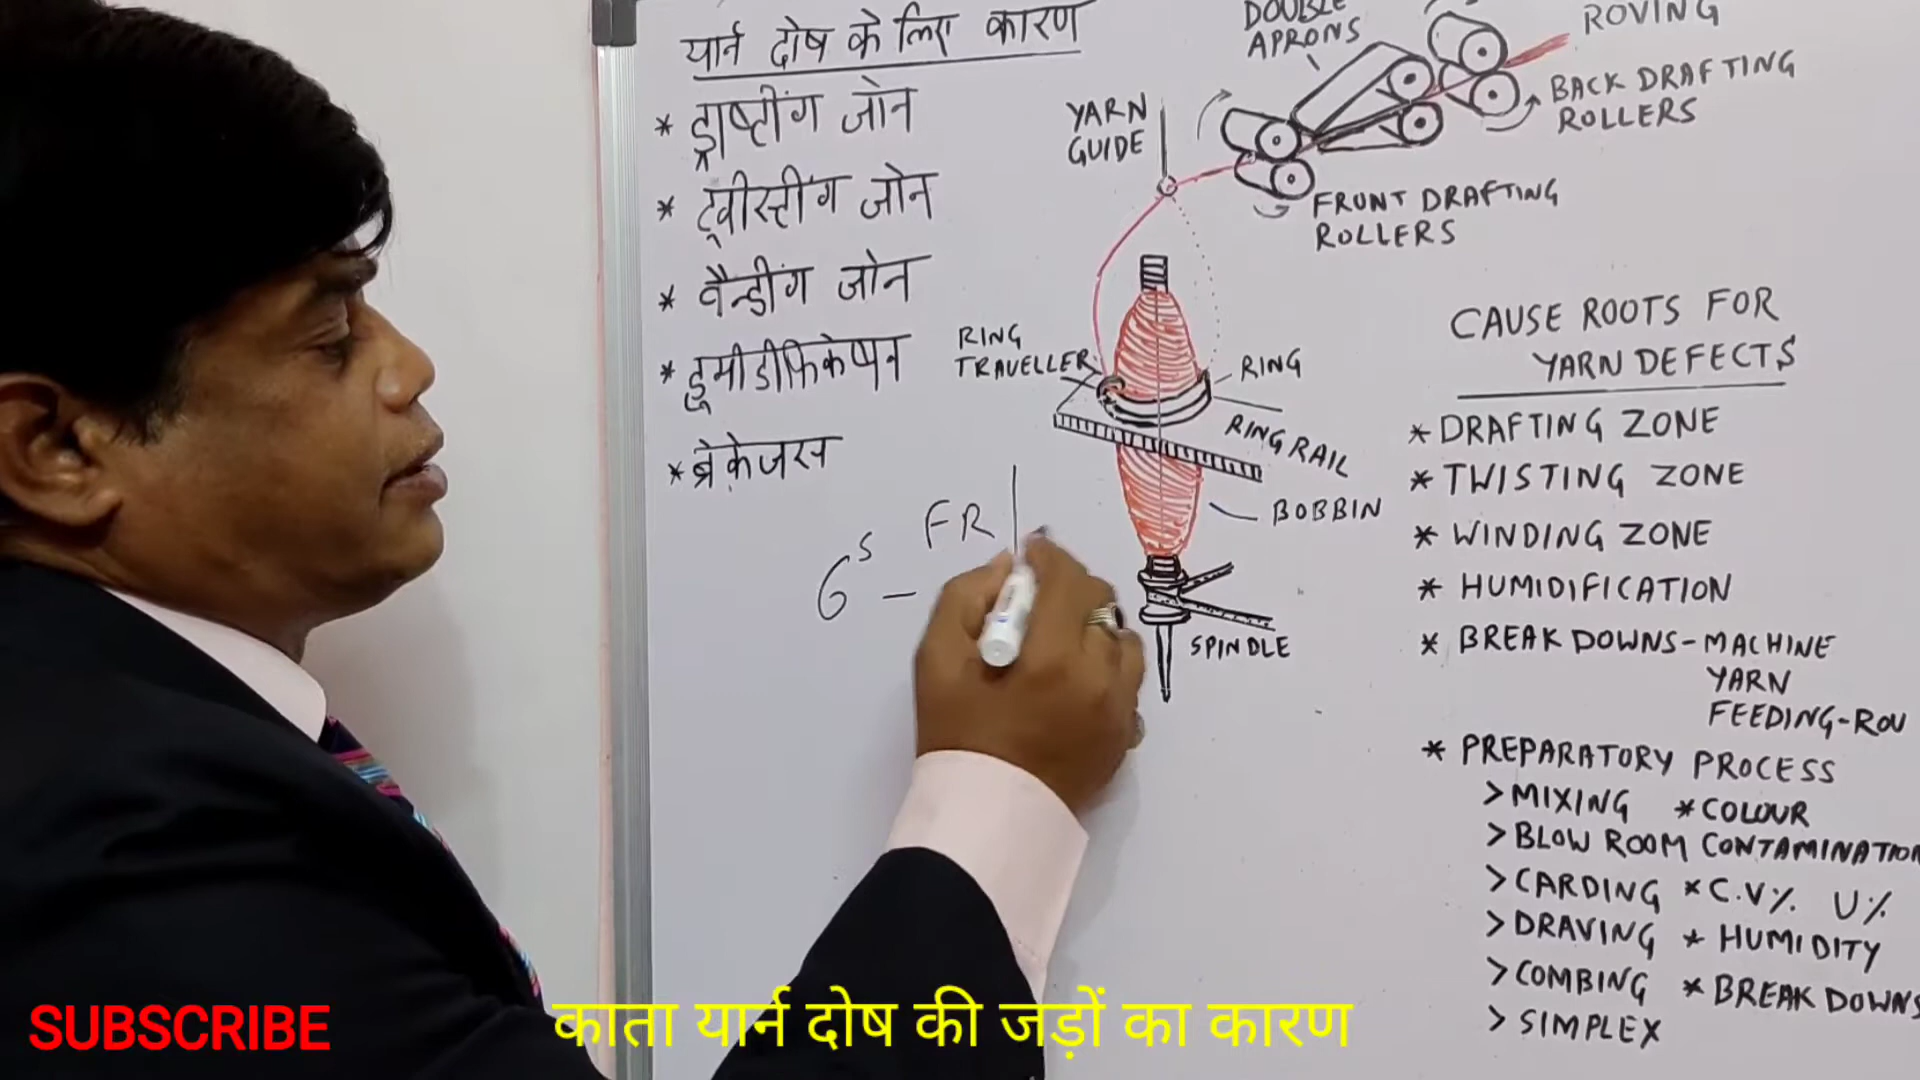 यार्न दोष के लिए कारण
* ड्राफ्टींग जोन
* ट्वीस्टींग जोन
* वैन्डींग जोन
* हुमीडीफिकेषन
* ब्रेकेजस
6s - FR
DOUBLE
APRONS
ROVING
BACK DRAFTING
ROLLERS
YARN
GUIDE
FRONT DRAFTING
ROLLERS
RING
TRAVELLER
RING
RING RAIL
BOBBIN
SPINDLE
CAUSE ROOTS FOR
YARN DEFECTS
* DRAFTING ZONE
* TWISTING ZONE
* WINDING ZONE
* HUMIDIFICATION
* BREAK DOWNS - MACHINE
YARN
FEEDING - ROV
* PREPARATORY PROCESS
> MIXING * COLOUR
> BLOW ROOM CONTAMINATION
> CARDING * C.V% U%
> DRAVING * HUMIDITY
> COMBING * BREAK DOWNS
> SIMPLEX
SUBSCRIBE
काता यार्न दोष की जड़ों का कारण